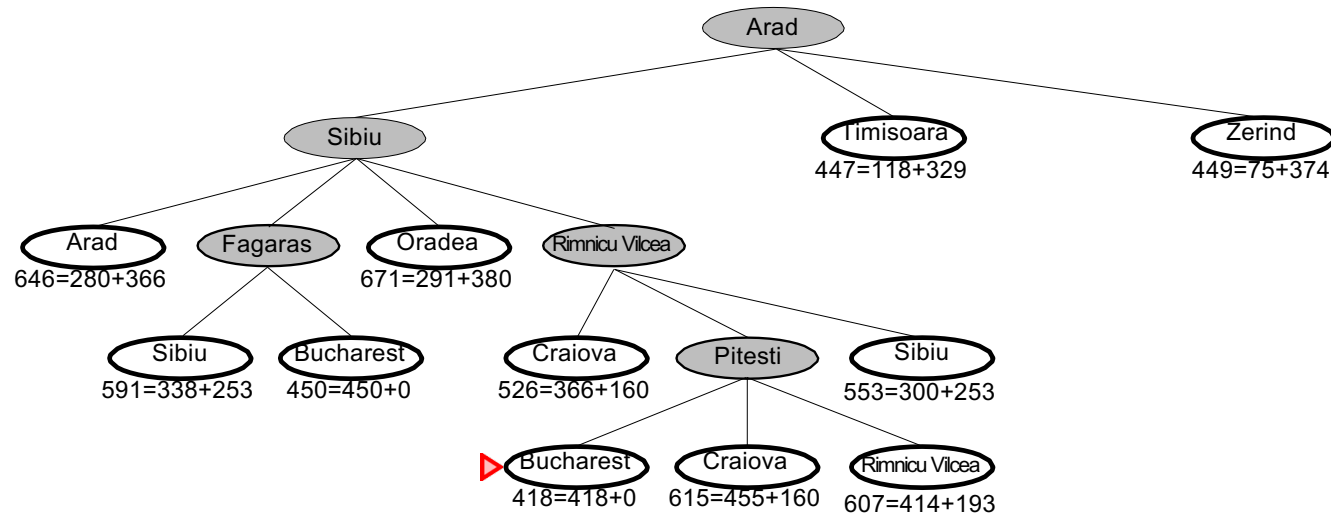 Arad
Sibiu
Timisoara
Zerind
447=118+329
449=75+374
Arad
Fagaras
Oradea
Rimnicu Vilcea
646=280+366
671=291+380
Sibiu
Bucharest
Craiova
Pitesti
Sibiu
591=338+253
450=450+0
526=366+160
553=300+253
Bucharest
Craiova
Rimnicu Vilcea
418=418+0
615=455+160
607=414+193